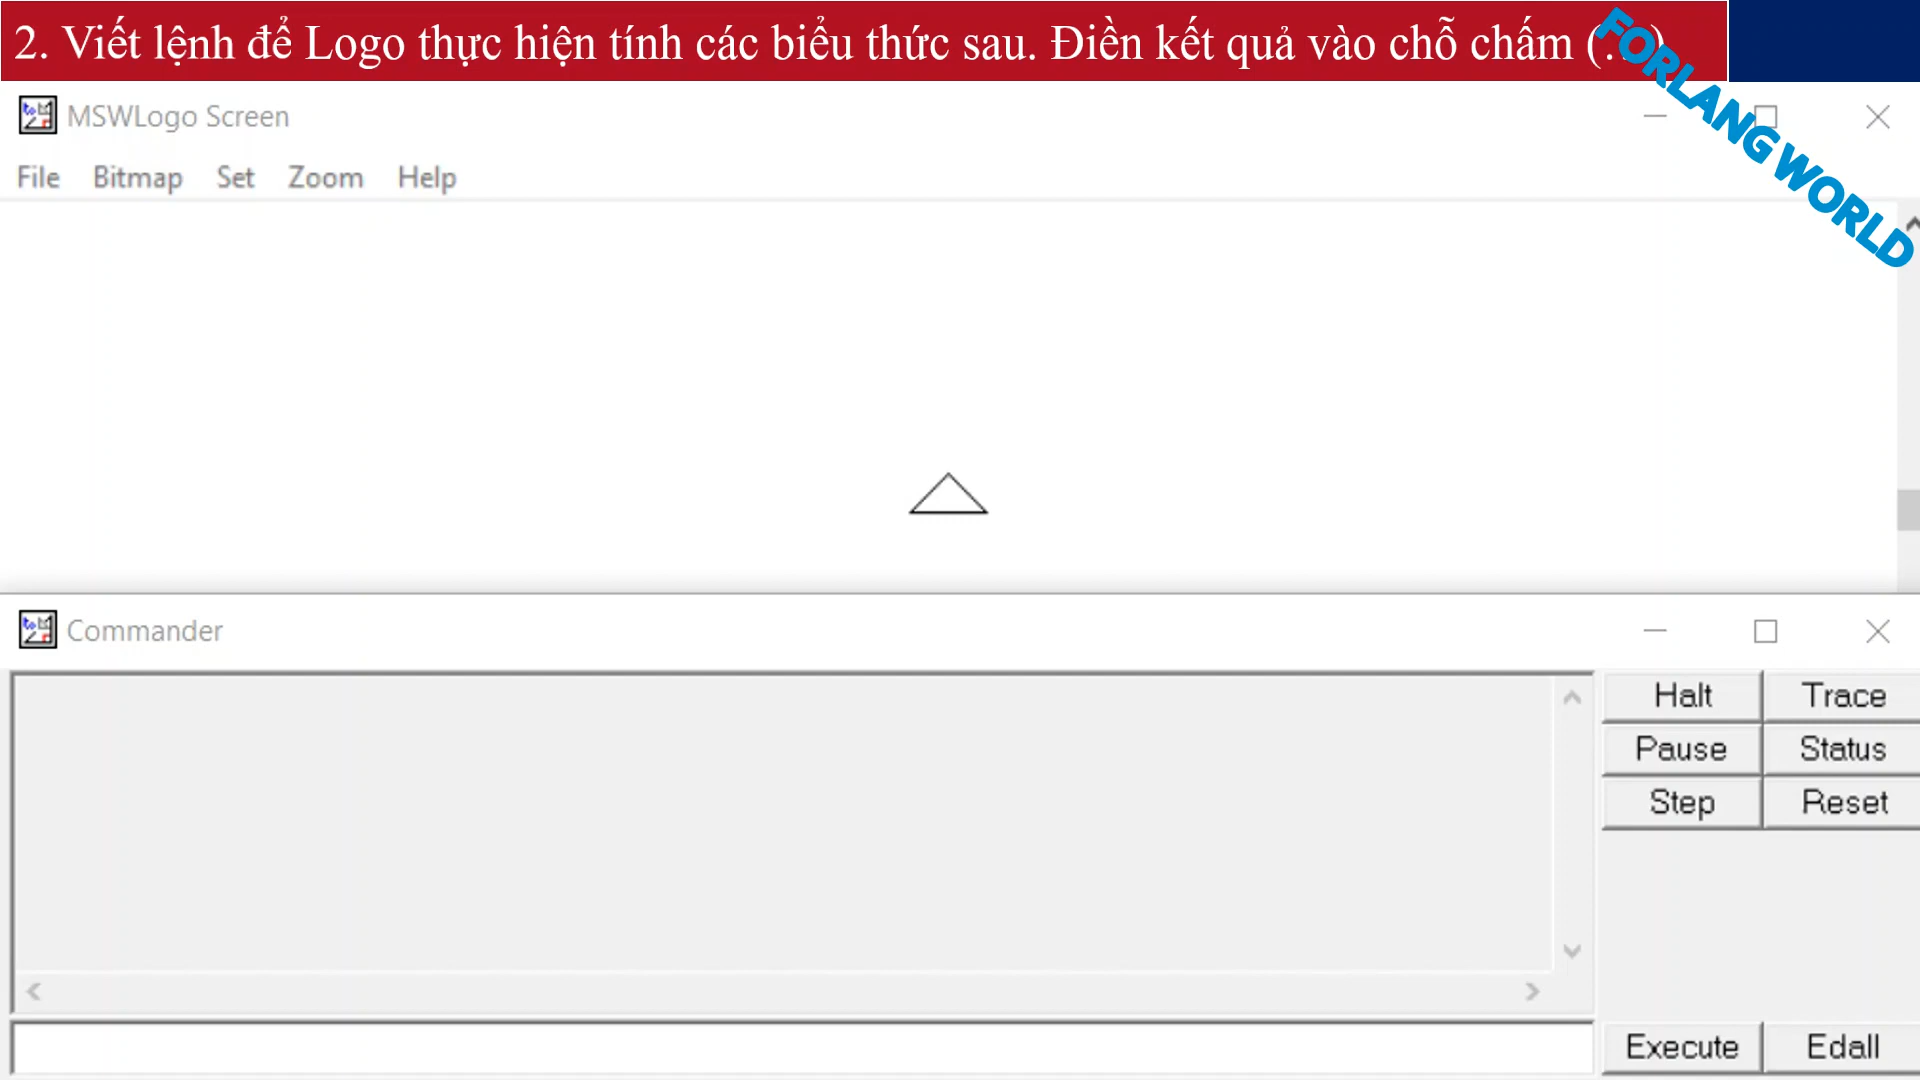 2. Viết lệnh để Logo thực hiện tính các biểu thức sau. Điền kết quả vào chỗ chấm (...)
FORLANG WORLD
MSWLogo Screen
File Bitmap Set Zoom Help
Commander
Halt Trace
Pause Status
Step Reset
Execute Edall